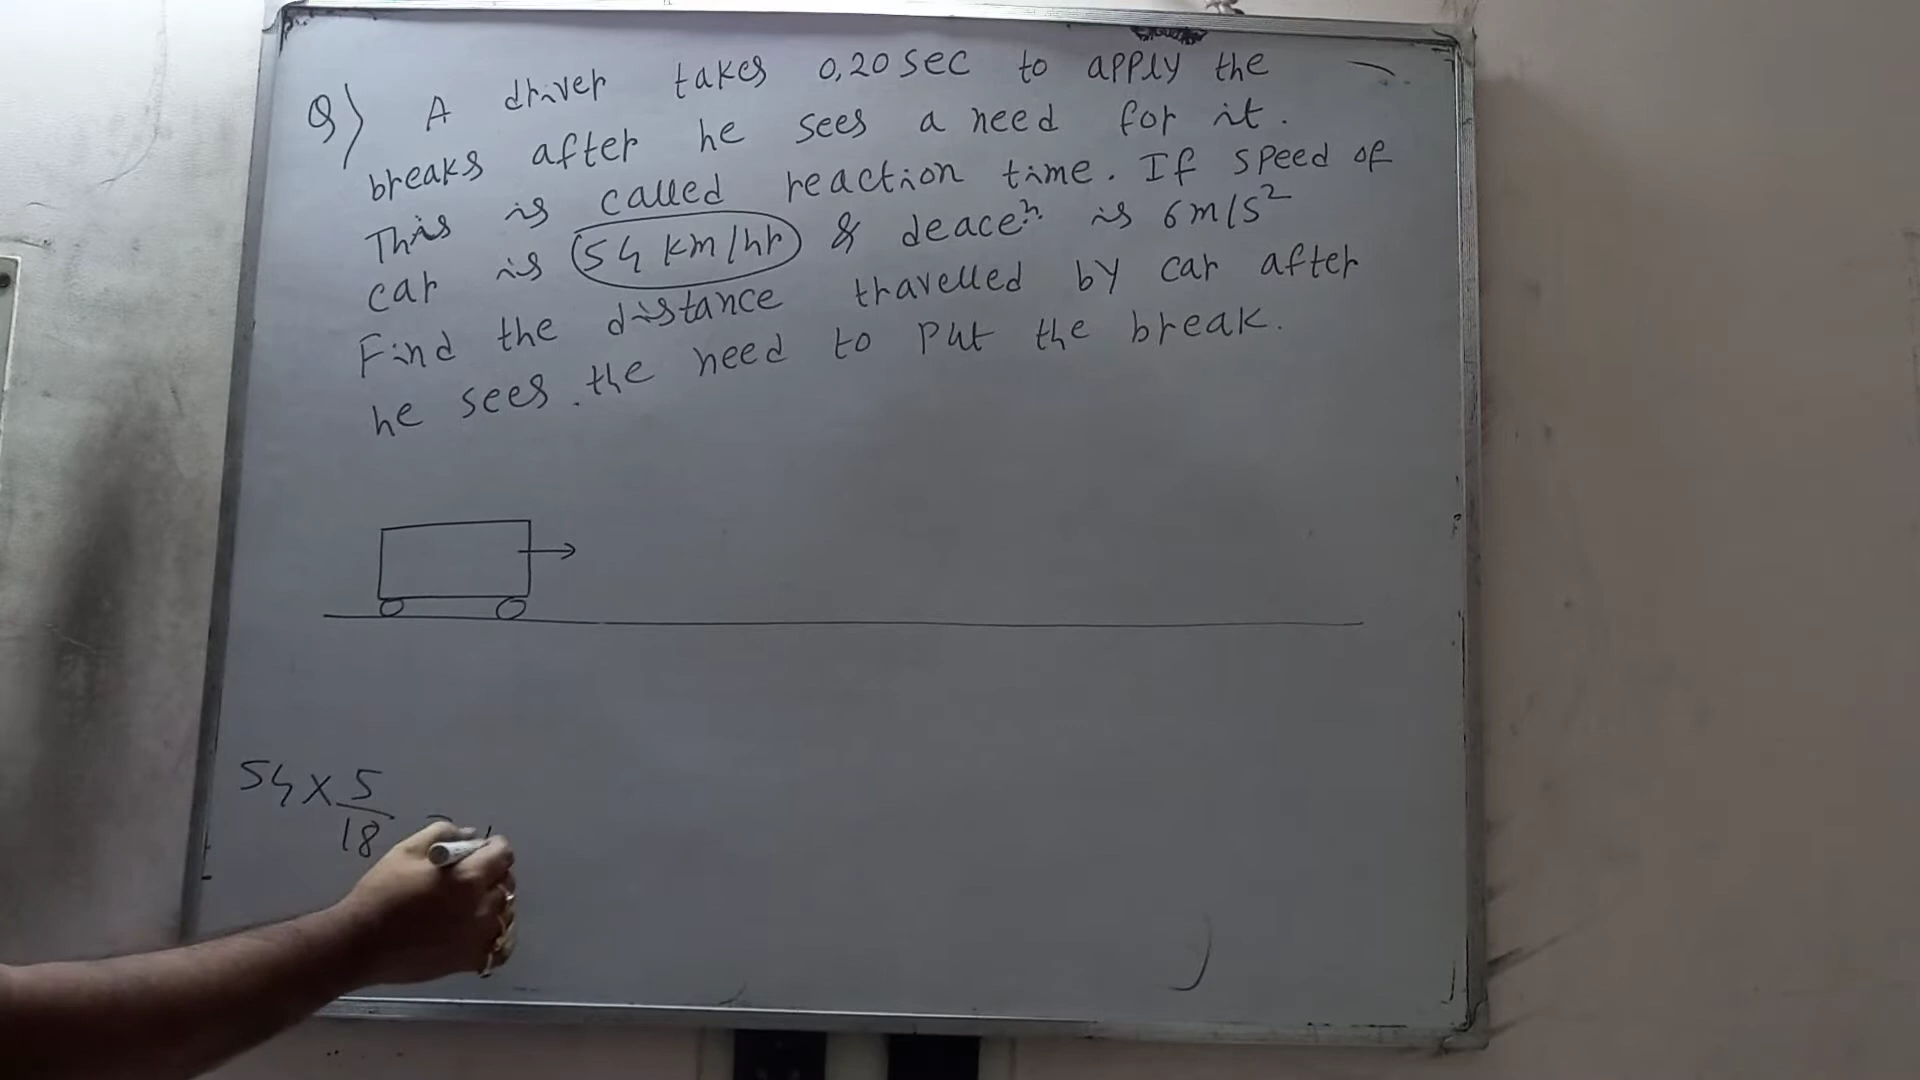 Q) A driver takes 0.20 sec to apply the
breaks after he sees a need for it.
This is called reaction time. If speed of
car is 54 km/hr & deaceⁿ is 6 m/s²
Find the distance travelled by car after
he sees the need to put the break.
54 × 5/18